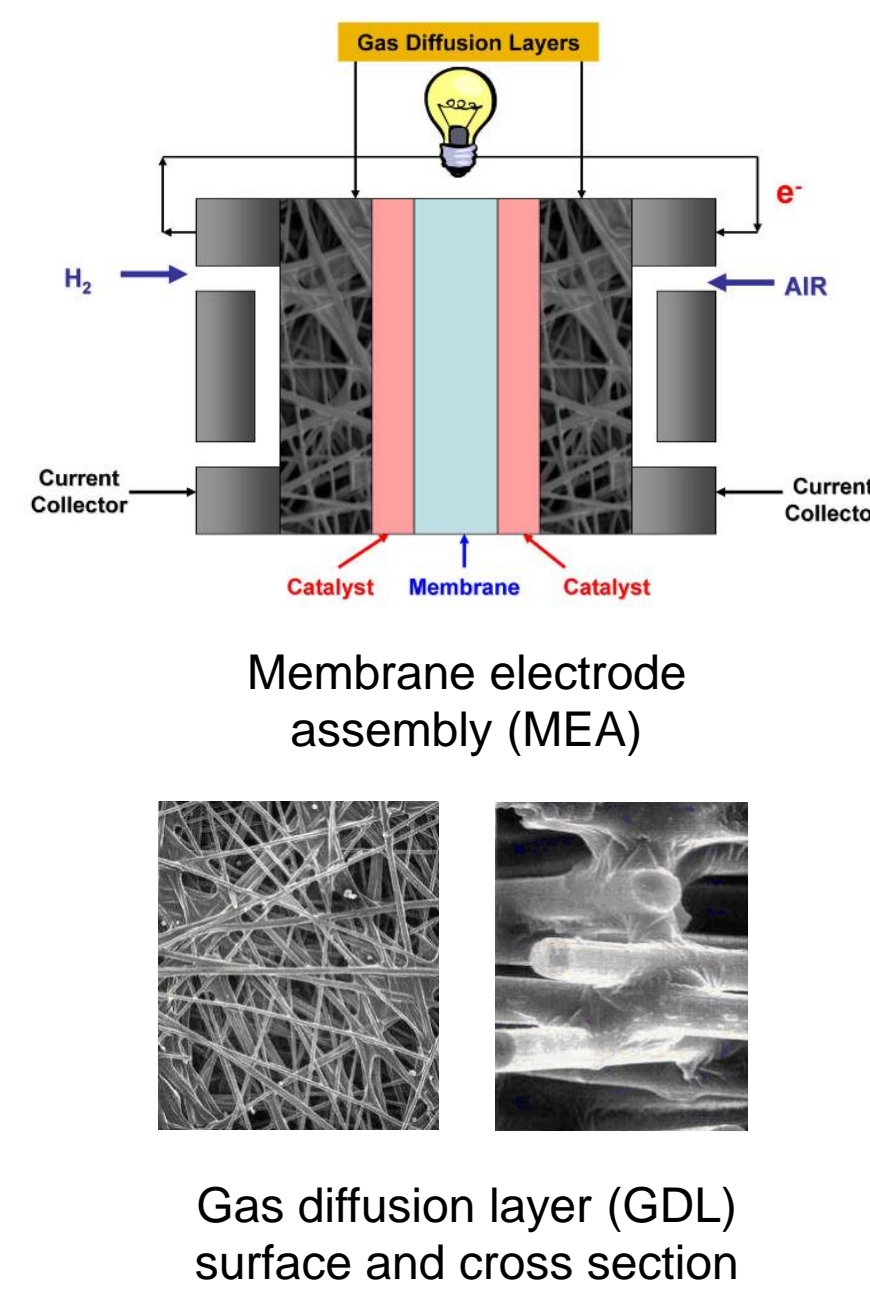 Gas Diffusion Layers
e-
H2
AIR
Current
Collector
Current
Collecto
Catalyst
Membrane
Catalyst
Membrane electrode
assembly (MEA)
Gas diffusion layer (GDL)
surface and cross section